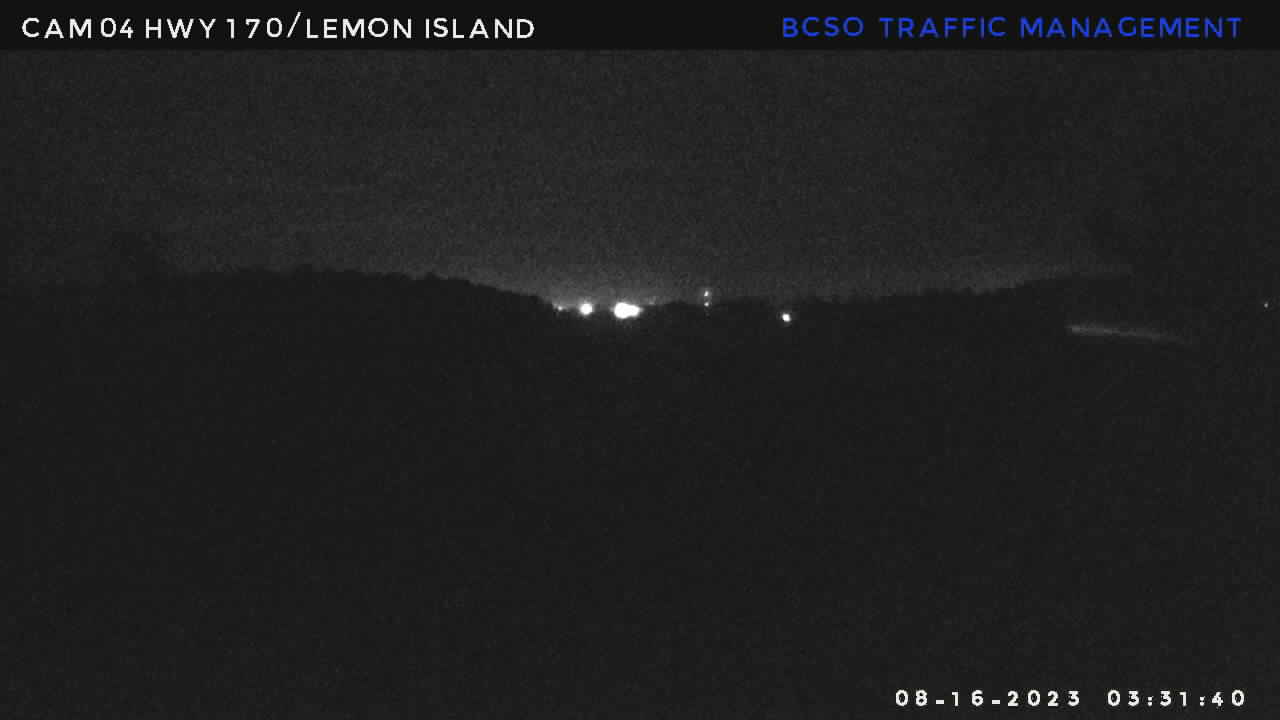 CAM 04 HWY 170/LEMON ISLAND
BCSO TRAFFIC MANAGEMENT
08-16-2023 03:31:40